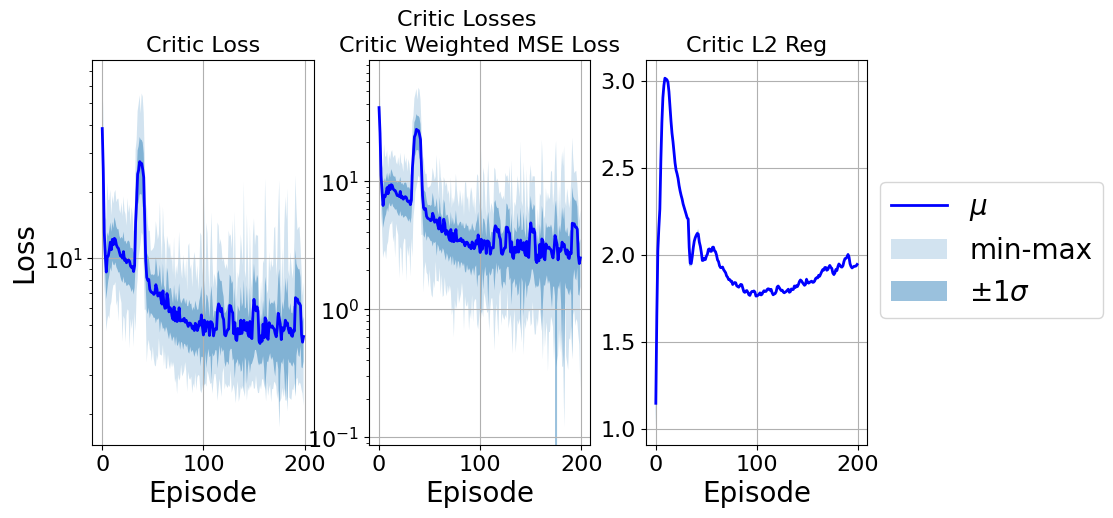 Critic Losses
Critic Loss
Critic Weighted MSE Loss
Critic L2 Reg
Loss
10¹
0
100
200
Episode
10¹
10⁰
10⁻¹
0
100
200
Episode
3.0
2.5
2.0
1.5
1.0
0
100
200
Episode
μ
min-max
±1σ